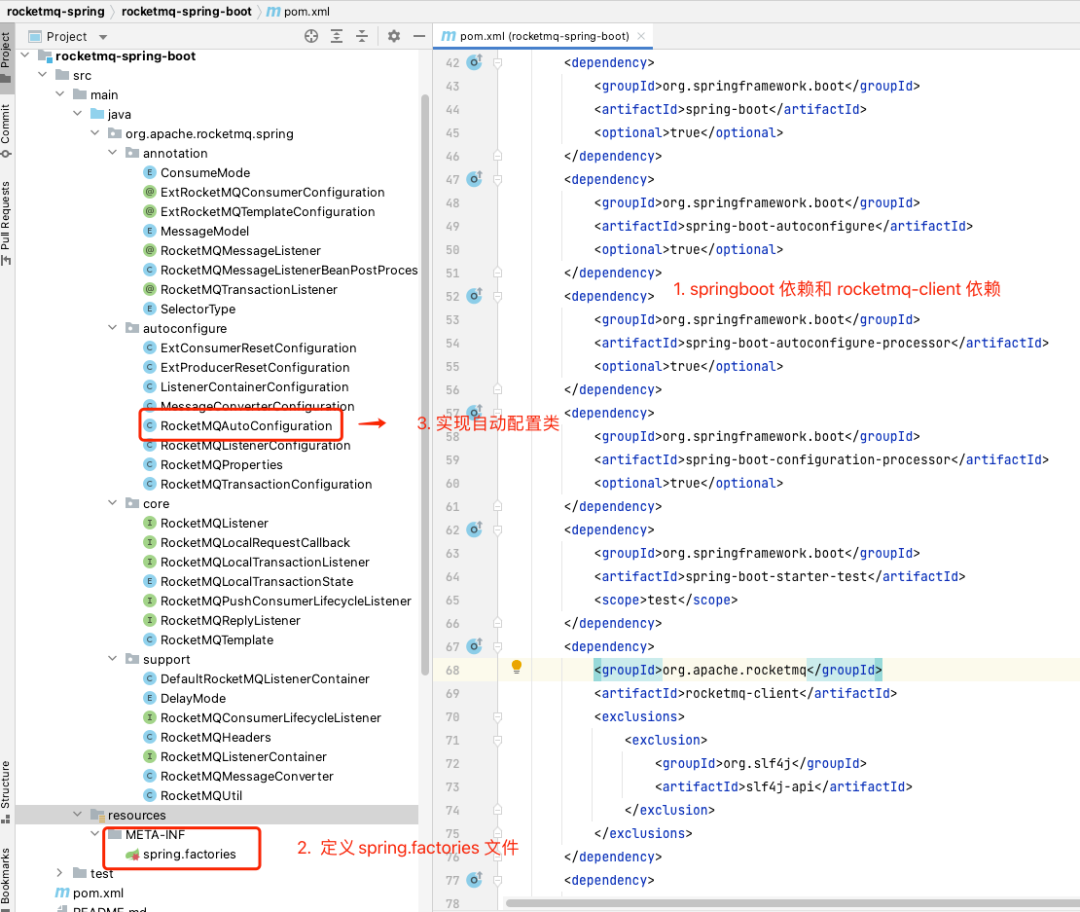 rocketmq-spring rocketmq-spring-boot pom.xml
Project
pom.xml (rocketmq-spring-boot)
Project
Commit
Pull Requests
Structure
Bookmarks
rocketmq-spring-boot
src
main
java
org.apache.rocketmq.spring
annotation
ConsumeMode
ExtRocketMQConsumerConfiguration
ExtRocketMQTemplateConfiguration
MessageModel
RocketMQMessageListener
RocketMQMessageListenerBeanPostProces
RocketMQTransactionListener
SelectorType
autoconfigure
ExtConsumerResetConfiguration
ExtProducerResetConfiguration
ListenerContainerConfiguration
MessageConverterConfiguration
RocketMQAutoConfiguration
RocketMQListenerConfiguration
RocketMQProperties
RocketMQTransactionConfiguration
core
RocketMQListener
RocketMQLocalRequestCallback
RocketMQLocalTransactionListener
RocketMQLocalTransactionState
RocketMQPushConsumerLifecycleListener
RocketMQReplyListener
RocketMQTemplate
support
DefaultRocketMQListenerContainer
DelayMode
RocketMQConsumerLifecycleListener
RocketMQHeaders
RocketMQListenerContainer
RocketMQMessageConverter
RocketMQUtil
resources
META-INF
spring.factories
test
pom.xml
README.md
42 <dependency>
43 <groupId>org.springframework.boot</groupId>
44 <artifactId>spring-boot</artifactId>
45 <optional>true</optional>
46 </dependency>
47 <dependency>
48 <groupId>org.springframework.boot</groupId>
49 <artifactId>spring-boot-autoconfigure</artifactId>
50 <optional>true</optional>
51 </dependency>
1. springboot 依赖和 rocketmq-client 依赖
52 <dependency>
53 <groupId>org.springframework.boot</groupId>
54 <artifactId>spring-boot-autoconfigure-processor</artifactId>
55 <optional>true</optional>
56 </dependency>
57 <dependency>
3. 实现自动配置类
58 <groupId>org.springframework.boot</groupId>
59 <artifactId>spring-boot-configuration-processor</artifactId>
60 <optional>true</optional>
61 </dependency>
62 <dependency>
63 <groupId>org.springframework.boot</groupId>
64 <artifactId>spring-boot-starter-test</artifactId>
65 <scope>test</scope>
66 </dependency>
67 <dependency>
68 <groupId>org.apache.rocketmq</groupId>
69 <artifactId>rocketmq-client</artifactId>
70 <exclusions>
71 <exclusion>
72 <groupId>org.slf4j</groupId>
73 <artifactId>slf4j-api</artifactId>
74 </exclusion>
75 </exclusions>
2. 定义 spring.factories 文件
76 </dependency>
77 <dependency>
78